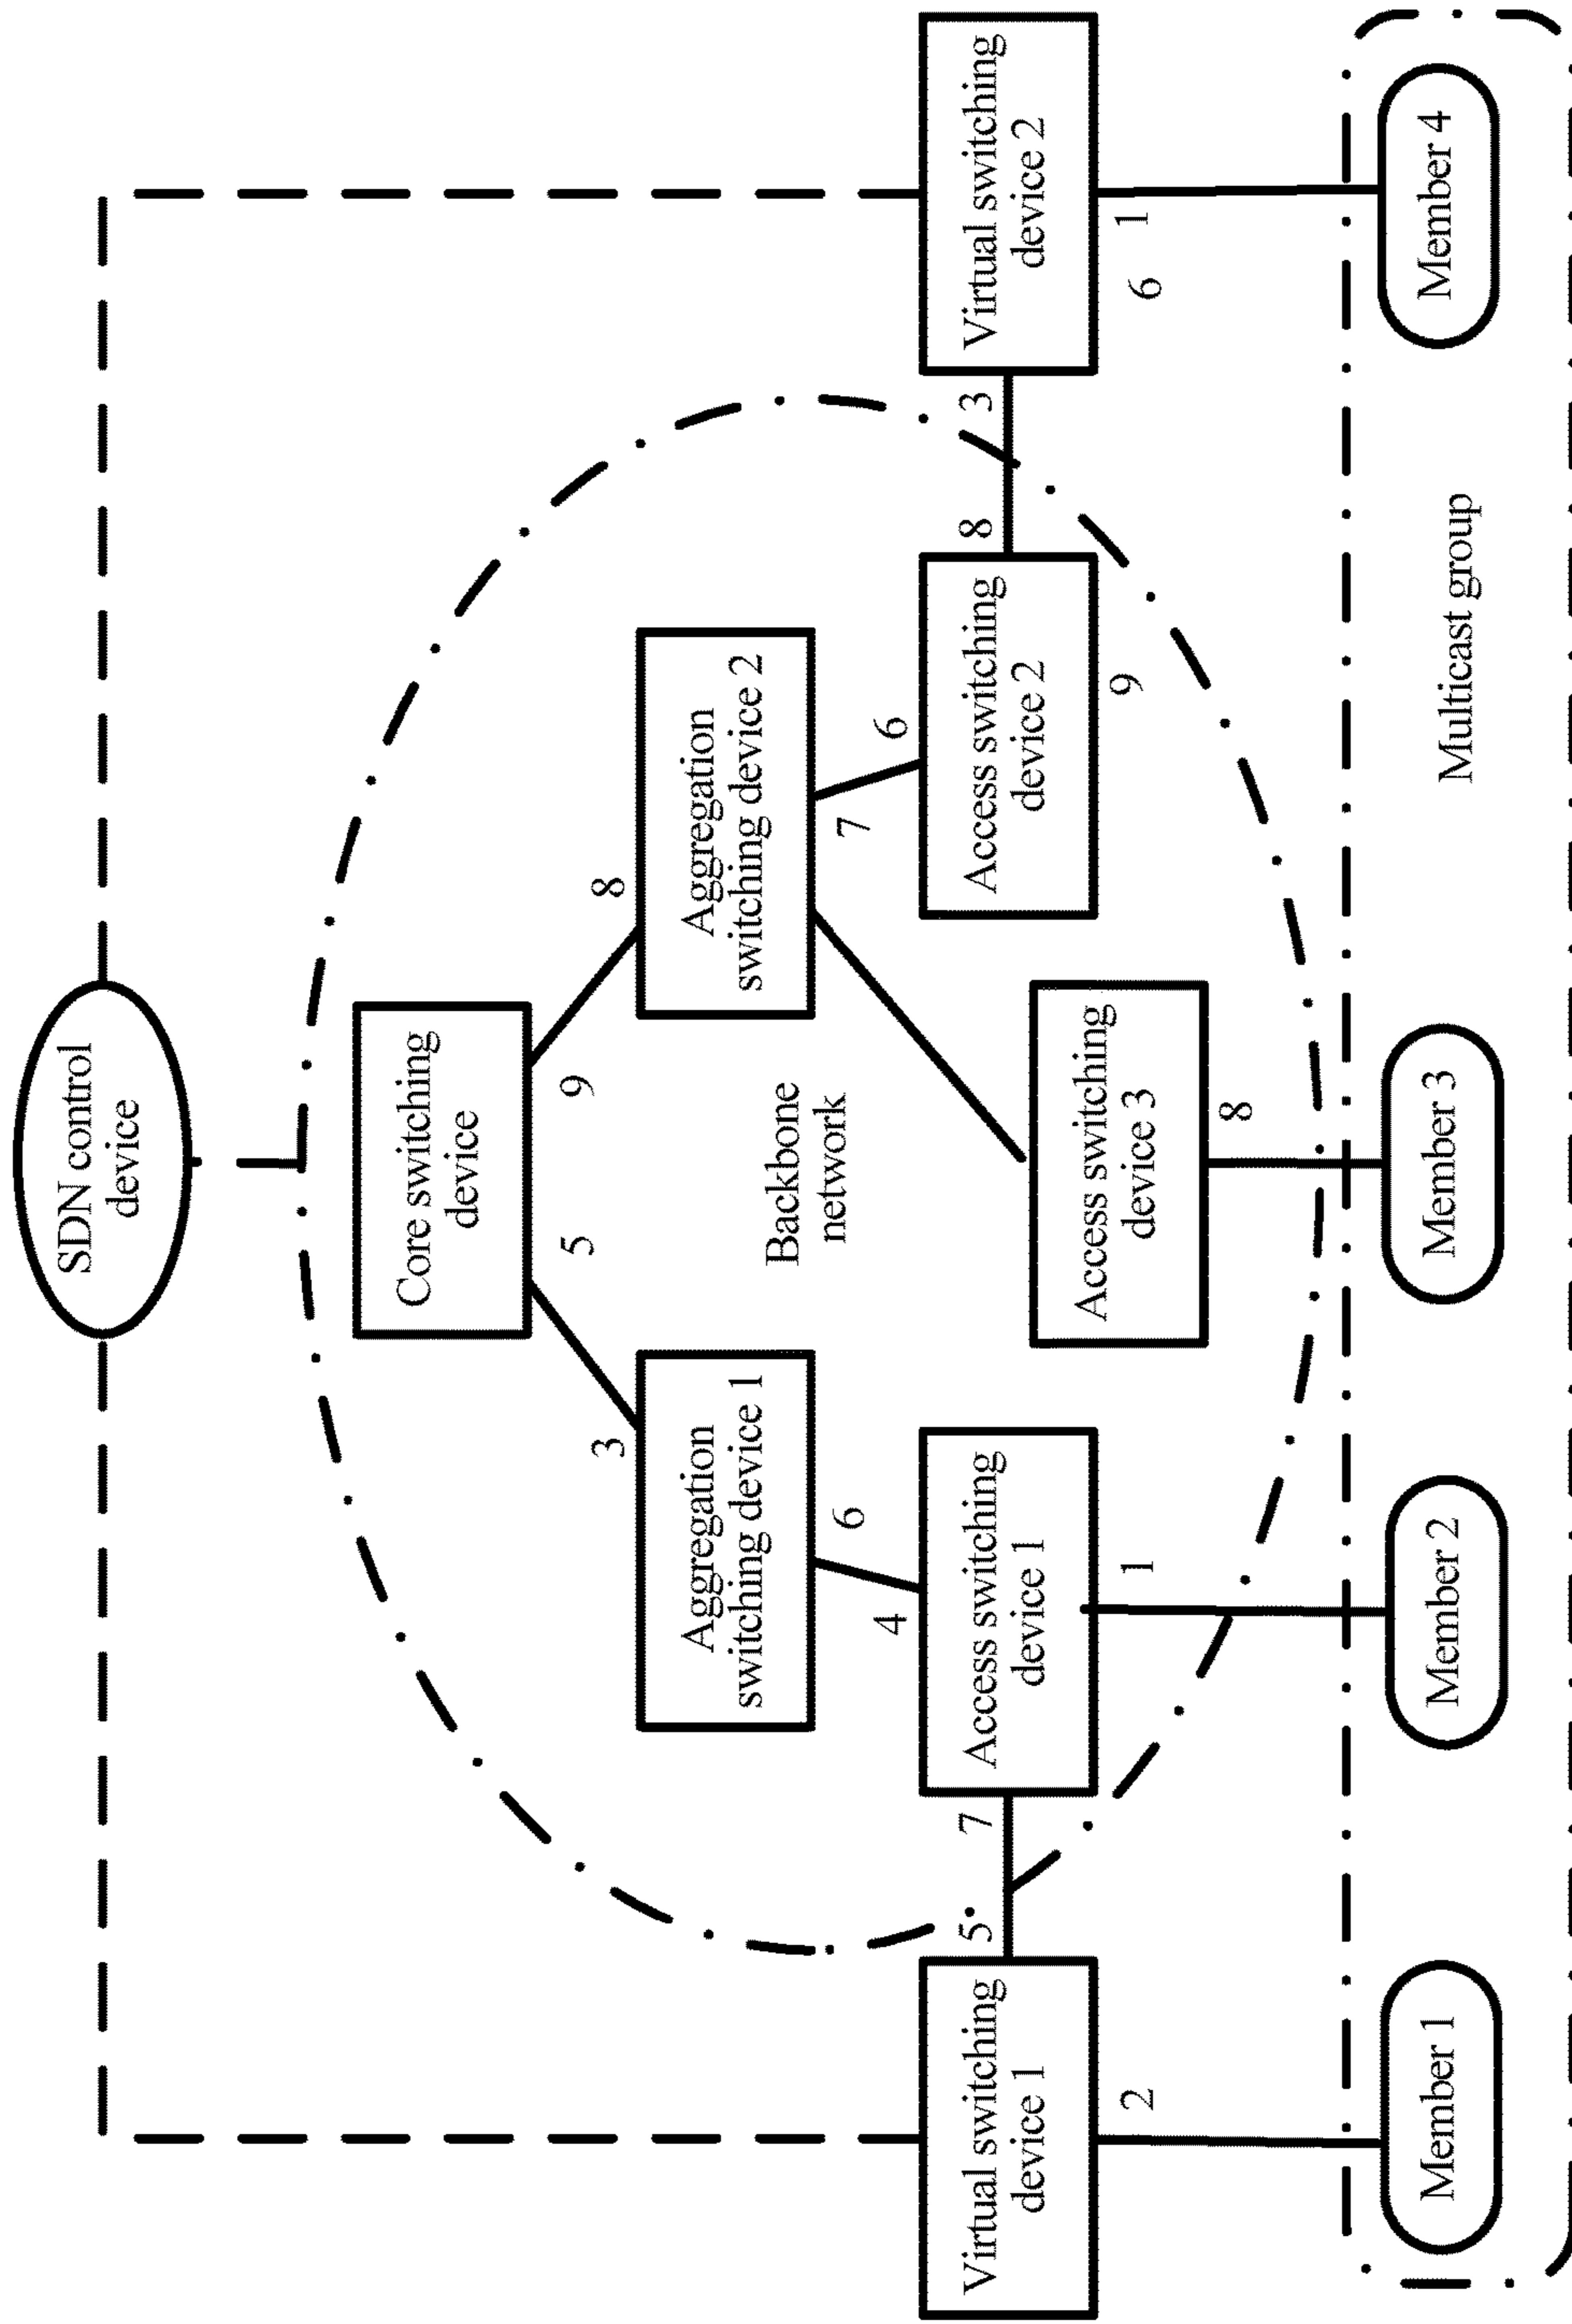 SDN control
device
Core switching
device
5
9
3
8
Aggregation
switching device 1
Aggregation
switching device 2
Backbone
network
6
7
4
6
Virtual switching
device 1
5
7
Access switching
device 1
Access switching
device 2
8
3
Virtual switching
device 2
Access switching
device 3
2
1
9
6
1
8
Member 1
Member 2
Member 3
Multicast group
Member 4